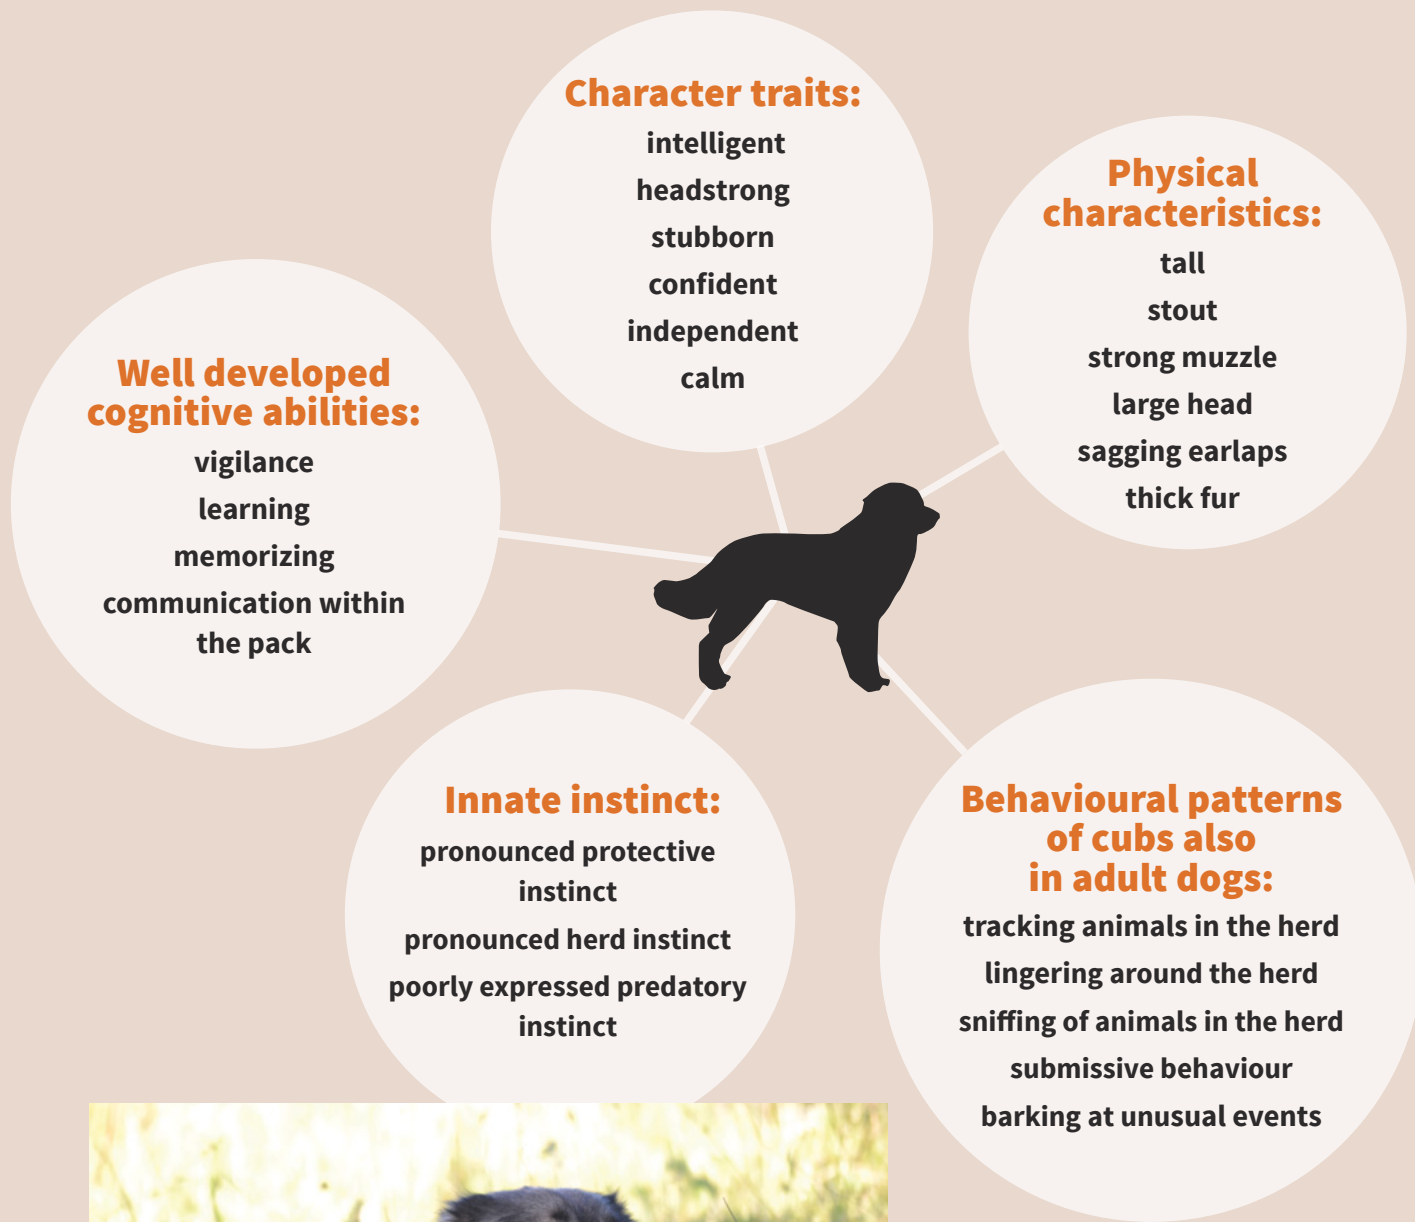 Character traits:
intelligent
headstrong
stubborn
confident
independent
calm
Physical
characteristics:
tall
stout
strong muzzle
large head
sagging earlaps
thick fur
Well developed
cognitive abilities:
vigilance
learning
memorizing
communication within
the pack
Innate instinct:
pronounced protective
instinct
pronounced herd instinct
poorly expressed predatory
instinct
Behavioural patterns
of cubs also
in adult dogs:
tracking animals in the herd
lingering around the herd
sniffing of animals in the herd
submissive behaviour
barking at unusual events